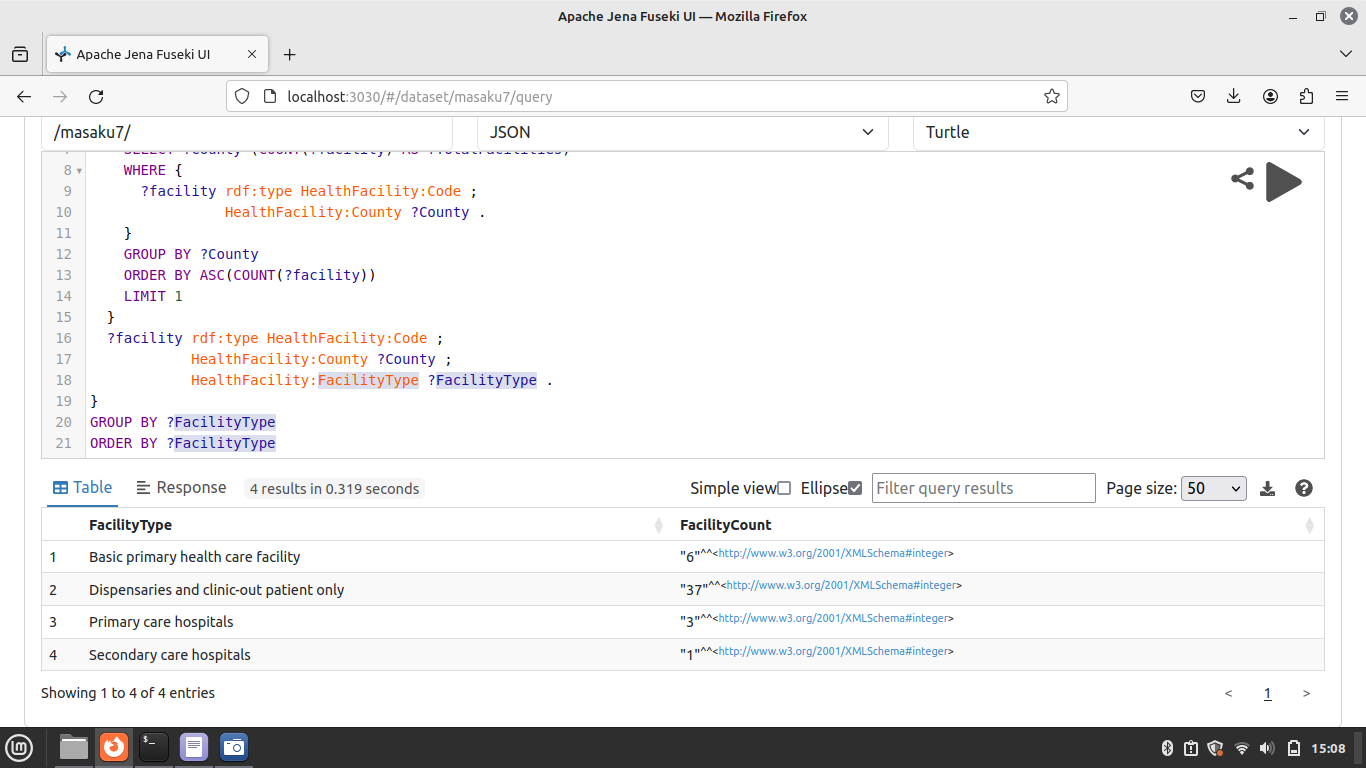 Apache Jena Fuseki UI — Mozilla Firefox
Apache Jena Fuseki UI
localhost:3030/#/dataset/masaku7/query
/masaku7/ JSON Turtle
8 WHERE {
9 ?facility rdf:type HealthFacility:Code ;
10 HealthFacility:County ?County .
11 }
12 GROUP BY ?County
13 ORDER BY ASC(COUNT(?facility))
14 LIMIT 1
15 }
16 ?facility rdf:type HealthFacility:Code ;
17 HealthFacility:County ?County ;
18 HealthFacility:FacilityType ?FacilityType .
19 }
20 GROUP BY ?FacilityType
21 ORDER BY ?FacilityType
Table Response 4 results in 0.319 seconds Simple view Ellipse Filter query results Page size: 50
FacilityType FacilityCount
1 Basic primary health care facility "6"^^<http://www.w3.org/2001/XMLSchema#integer>
2 Dispensaries and clinic-out patient only "37"^^<http://www.w3.org/2001/XMLSchema#integer>
3 Primary care hospitals "3"^^<http://www.w3.org/2001/XMLSchema#integer>
4 Secondary care hospitals "1"^^<http://www.w3.org/2001/XMLSchema#integer>
Showing 1 to 4 of 4 entries < 1 >
15:08